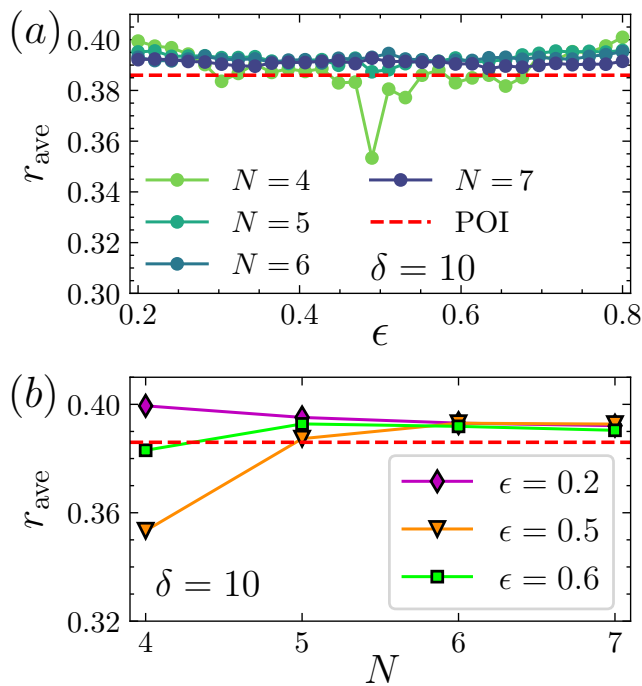 (a)
0.40
0.38
0.36
0.34
0.32
0.30
r_ave
N = 4
N = 5
N = 6
N = 7
POI
δ = 10
0.2
0.4
0.6
0.8
ϵ
(b)
0.40
0.36
0.32
r_ave
ϵ = 0.2
ϵ = 0.5
ϵ = 0.6
δ = 10
4
5
6
7
N